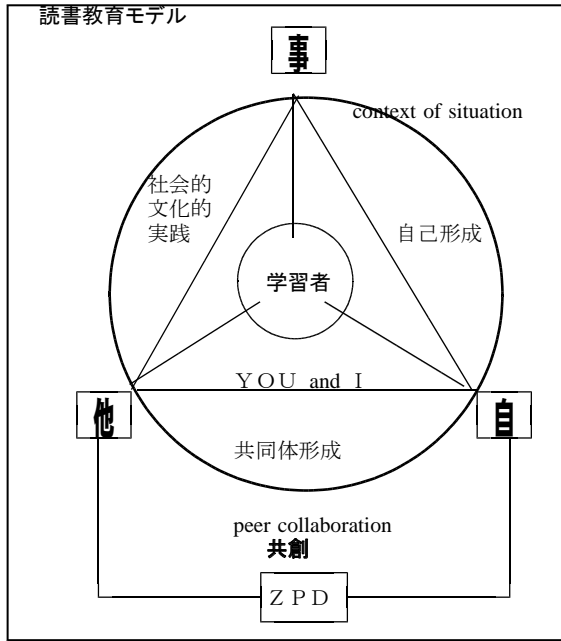 読書教育モデル
事
context of situation
社会的
文化的
実践
自己形成
学習者
ＹＯＵ and Ｉ
他
自
共同体形成
peer collaboration
共創
ＺＰＤ